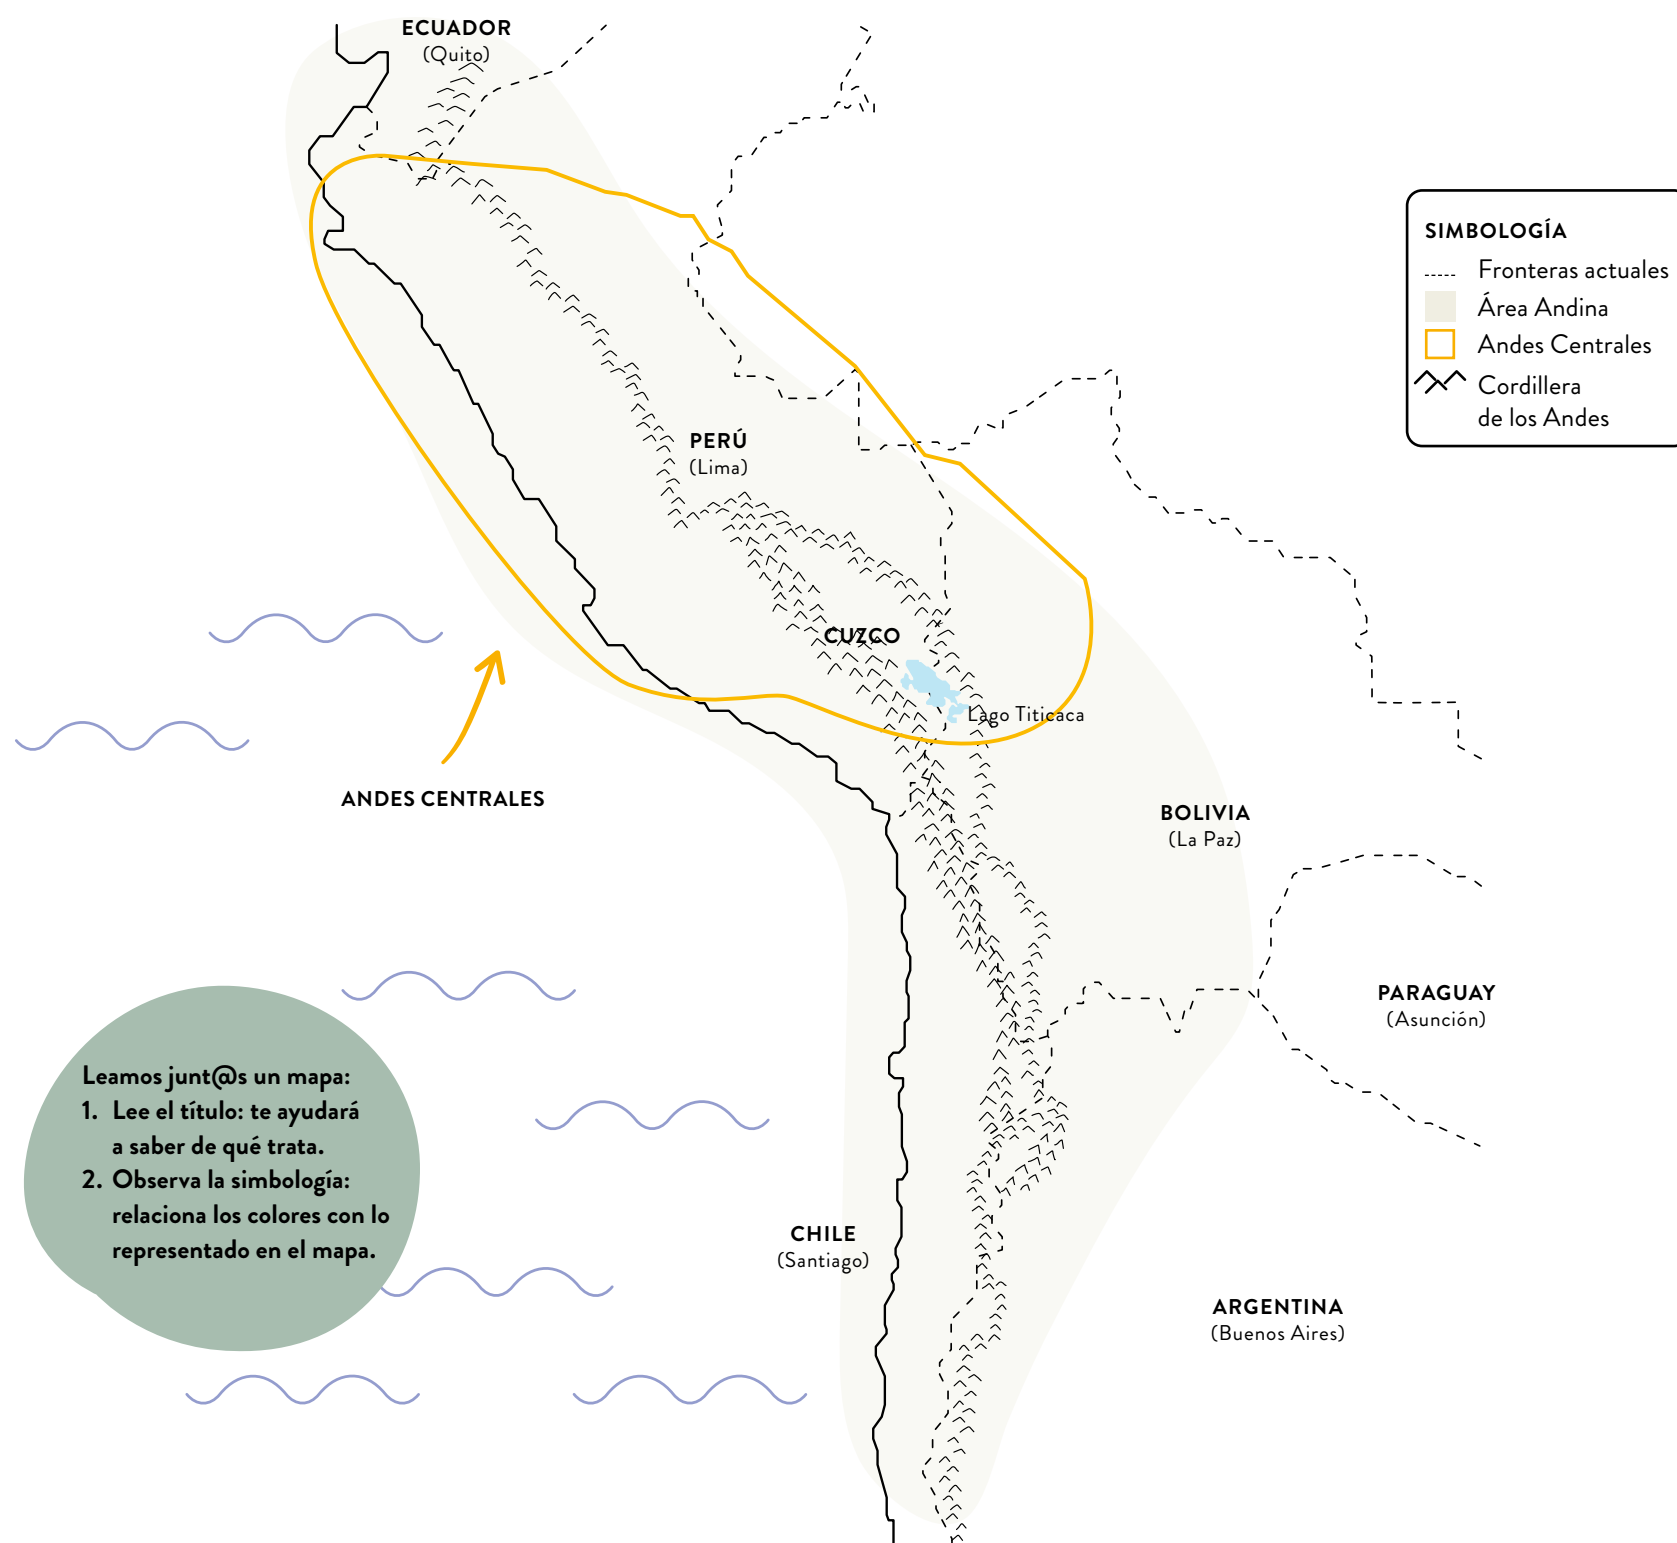 ECUADOR
(Quito)
SIMBOLOGÍA
Fronteras actuales
Área Andina
Andes Centrales
Cordillera
de los Andes
PERÚ
(Lima)
CUZCO
Lago Titicaca
ANDES CENTRALES
BOLIVIA
(La Paz)
PARAGUAY
(Asunción)
Leamos junt@s un mapa:
1. Lee el título: te ayudará
a saber de qué trata.
2. Observa la simbología:
relaciona los colores con lo
representado en el mapa.
CHILE
(Santiago)
ARGENTINA
(Buenos Aires)